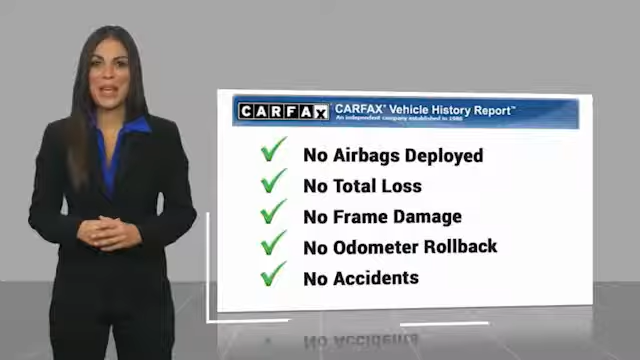 CARFAX CARFAX® Vehicle History Report™
An independent company established in 1986
No Airbags Deployed
No Total Loss
No Frame Damage
No Odometer Rollback
No Accidents